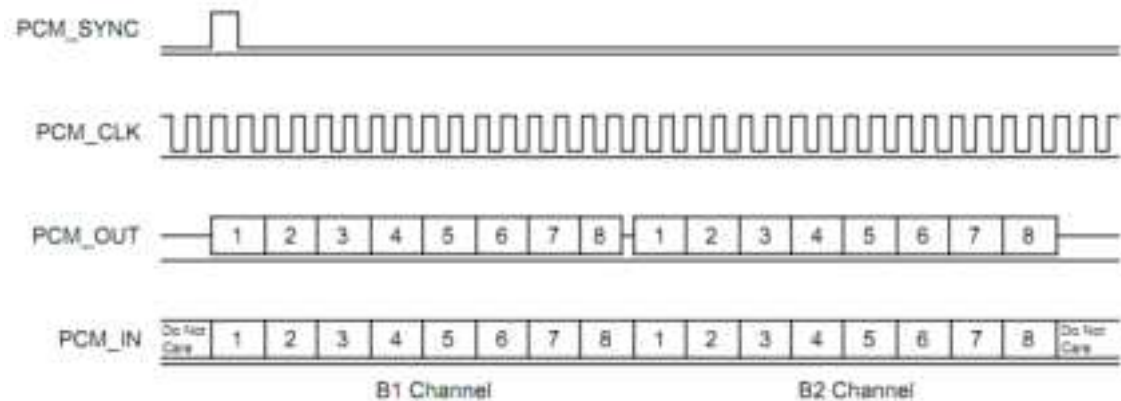 PCM_SYNC
PCM_CLK
PCM_OUT 1 2 3 4 5 6 7 8 1 2 3 4 5 6 7 8
PCM_IN Do Not Care 1 2 3 4 5 6 7 8 1 2 3 4 5 6 7 8 Do Not Care
B1 Channel B2 Channel